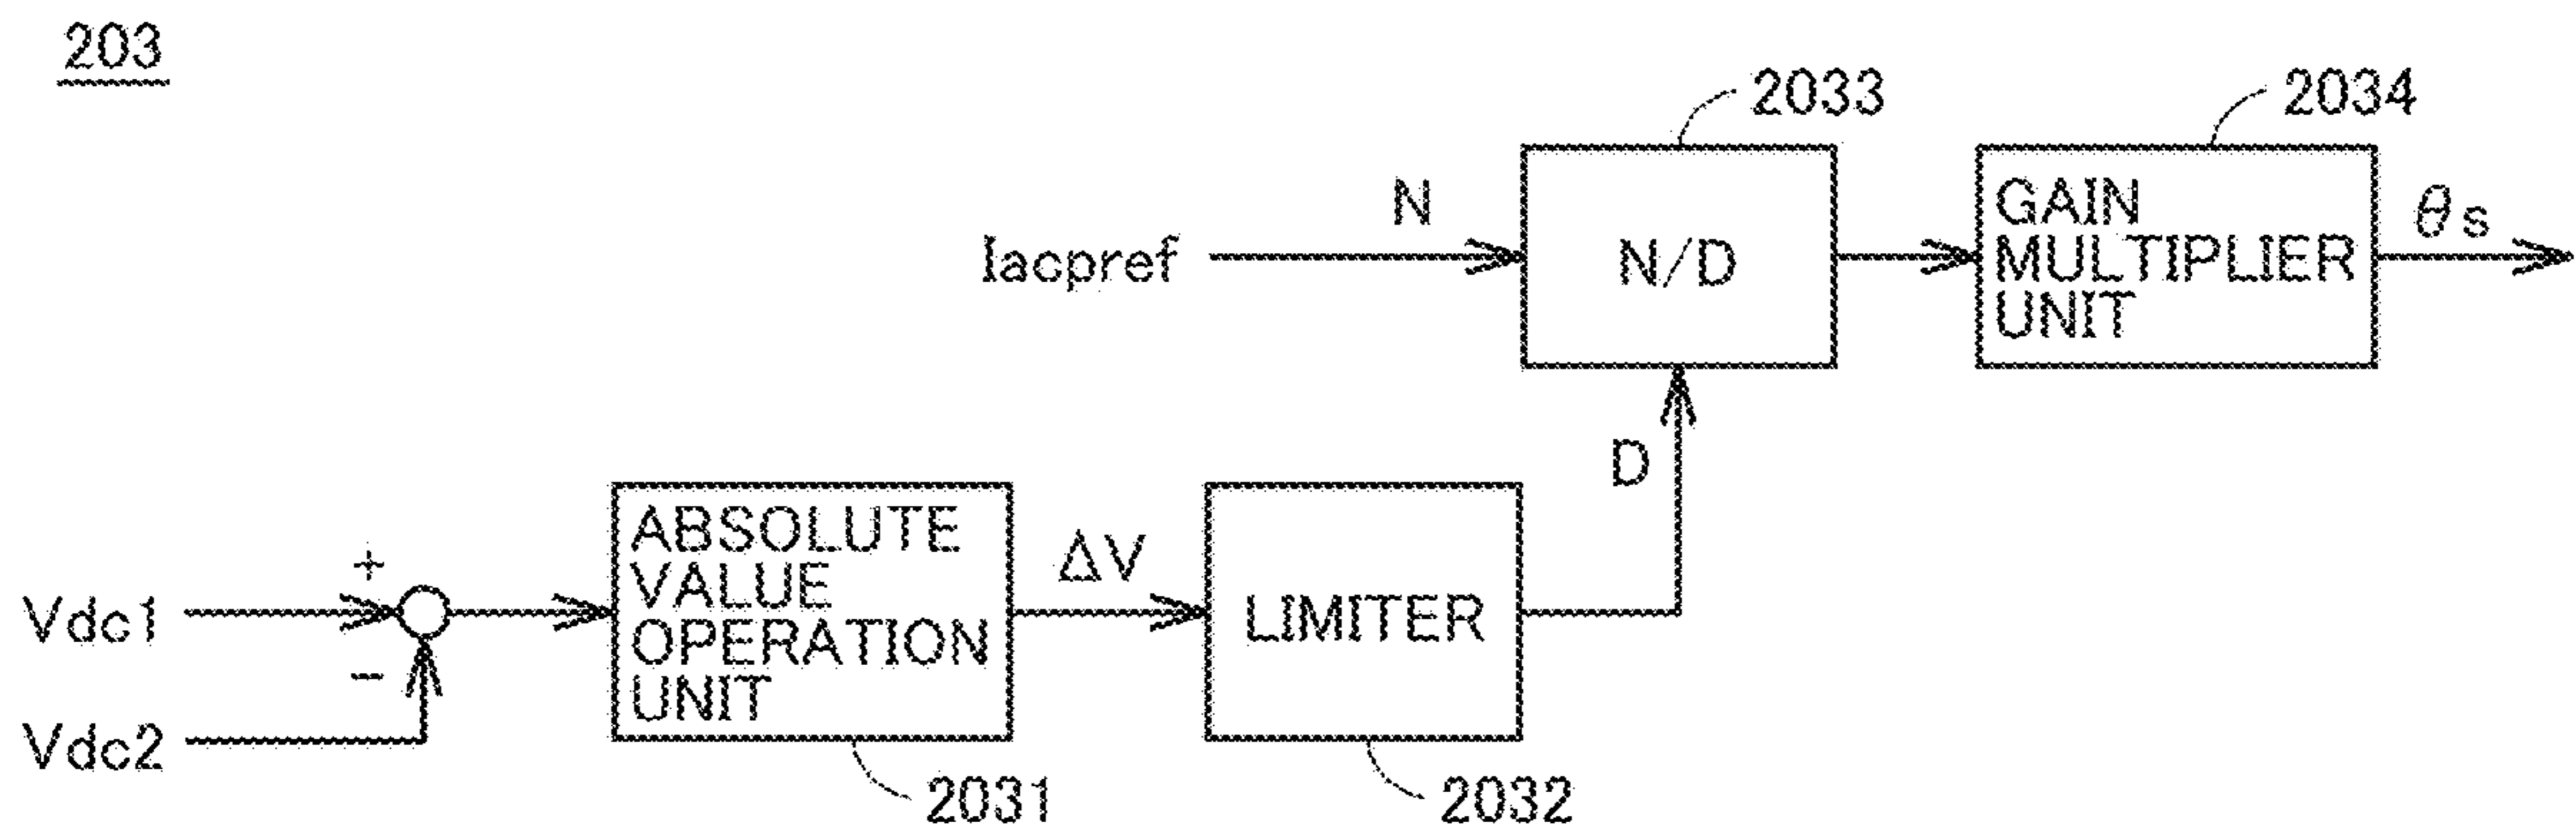 203
2033
2034
N
Iacpref
N/D
GAIN
MULTIPLIER
UNIT
θs
D
Vdc1
+
−
Vdc2
ABSOLUTE
VALUE
OPERATION
UNIT
ΔV
LIMITER
2031
2032